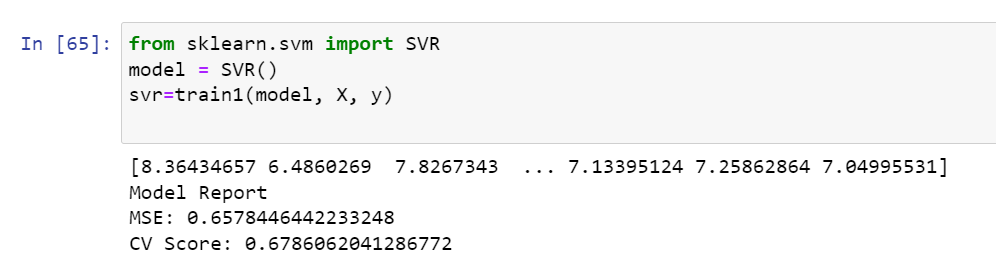 In [65]: from sklearn.svm import SVR
model = SVR()
svr=train1(model, X, y)
[8.36434657 6.4860269  7.8267343  ... 7.13395124 7.25862864 7.04995531]
Model Report
MSE: 0.6578446442233248
CV Score: 0.6786062041286772